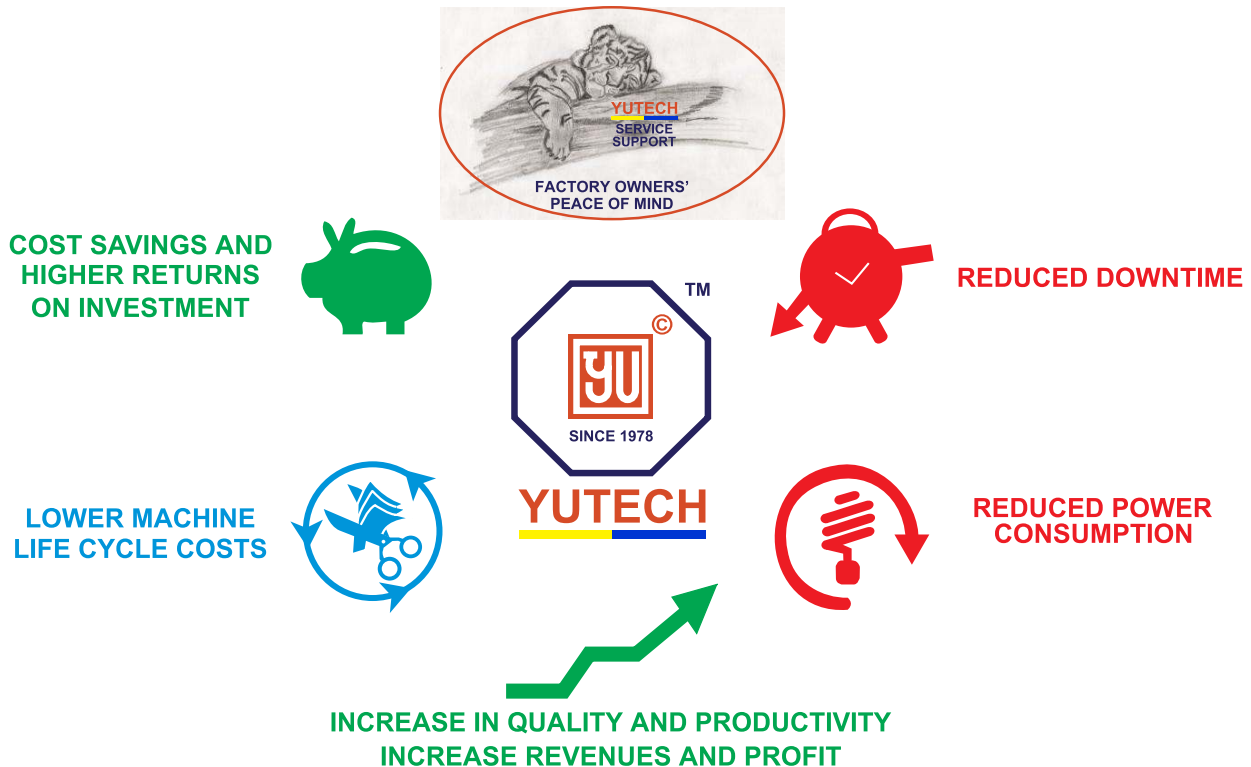 YUTECH
SERVICE
SUPPORT
FACTORY OWNERS'
PEACE OF MIND
COST SAVINGS AND
HIGHER RETURNS
ON INVESTMENT
REDUCED DOWNTIME
TM
©
YU
SINCE 1978
YUTECH
LOWER MACHINE
LIFE CYCLE COSTS
REDUCED POWER
CONSUMPTION
INCREASE IN QUALITY AND PRODUCTIVITY
INCREASE REVENUES AND PROFIT